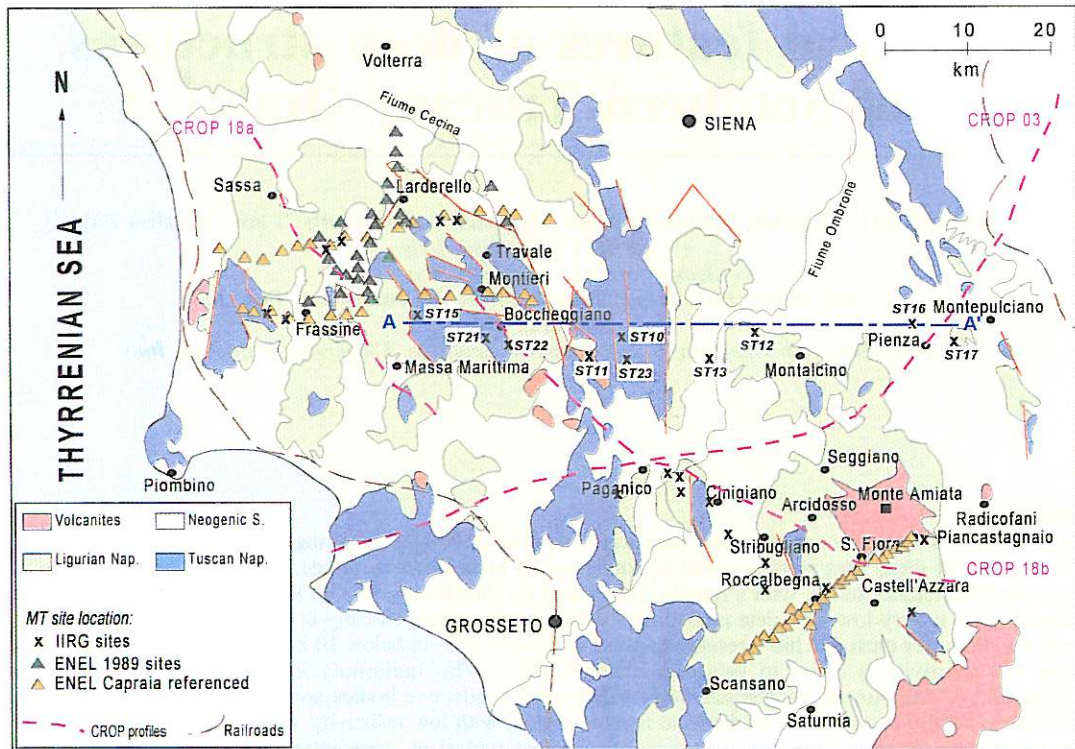 0 10 20
km
N
Volterra
Fiume Cecina
CROP 18a
SIENA
CROP 03
Sassa
Larderello
Fiume Ombrone
THYRRENIAN SEA
Travale
Montieri
A
ST15
Boccheggiano
ST16
Montepulciano
A'
Frassine
ST21
ST22
ST10
ST12
Pienza
ST17
Massa Marittima
ST11
ST23
ST13
Montalcino
Piombino
Seggiano
Paganico
Cinigiano
Arcidosso
Monte Amiata
Radicofani
Stribugliano
S. Fiora
Piancastagnaio
CROP 18b
Roccalbegna
Castell'Azzara
GROSSETO
Scansano
Saturnia
Volcanites
Neogenic S.
Ligurian Nap.
Tuscan Nap.
MT site location:
x IIRG sites
ENEL 1989 sites
ENEL Capraia referenced
CROP profiles
Railroads